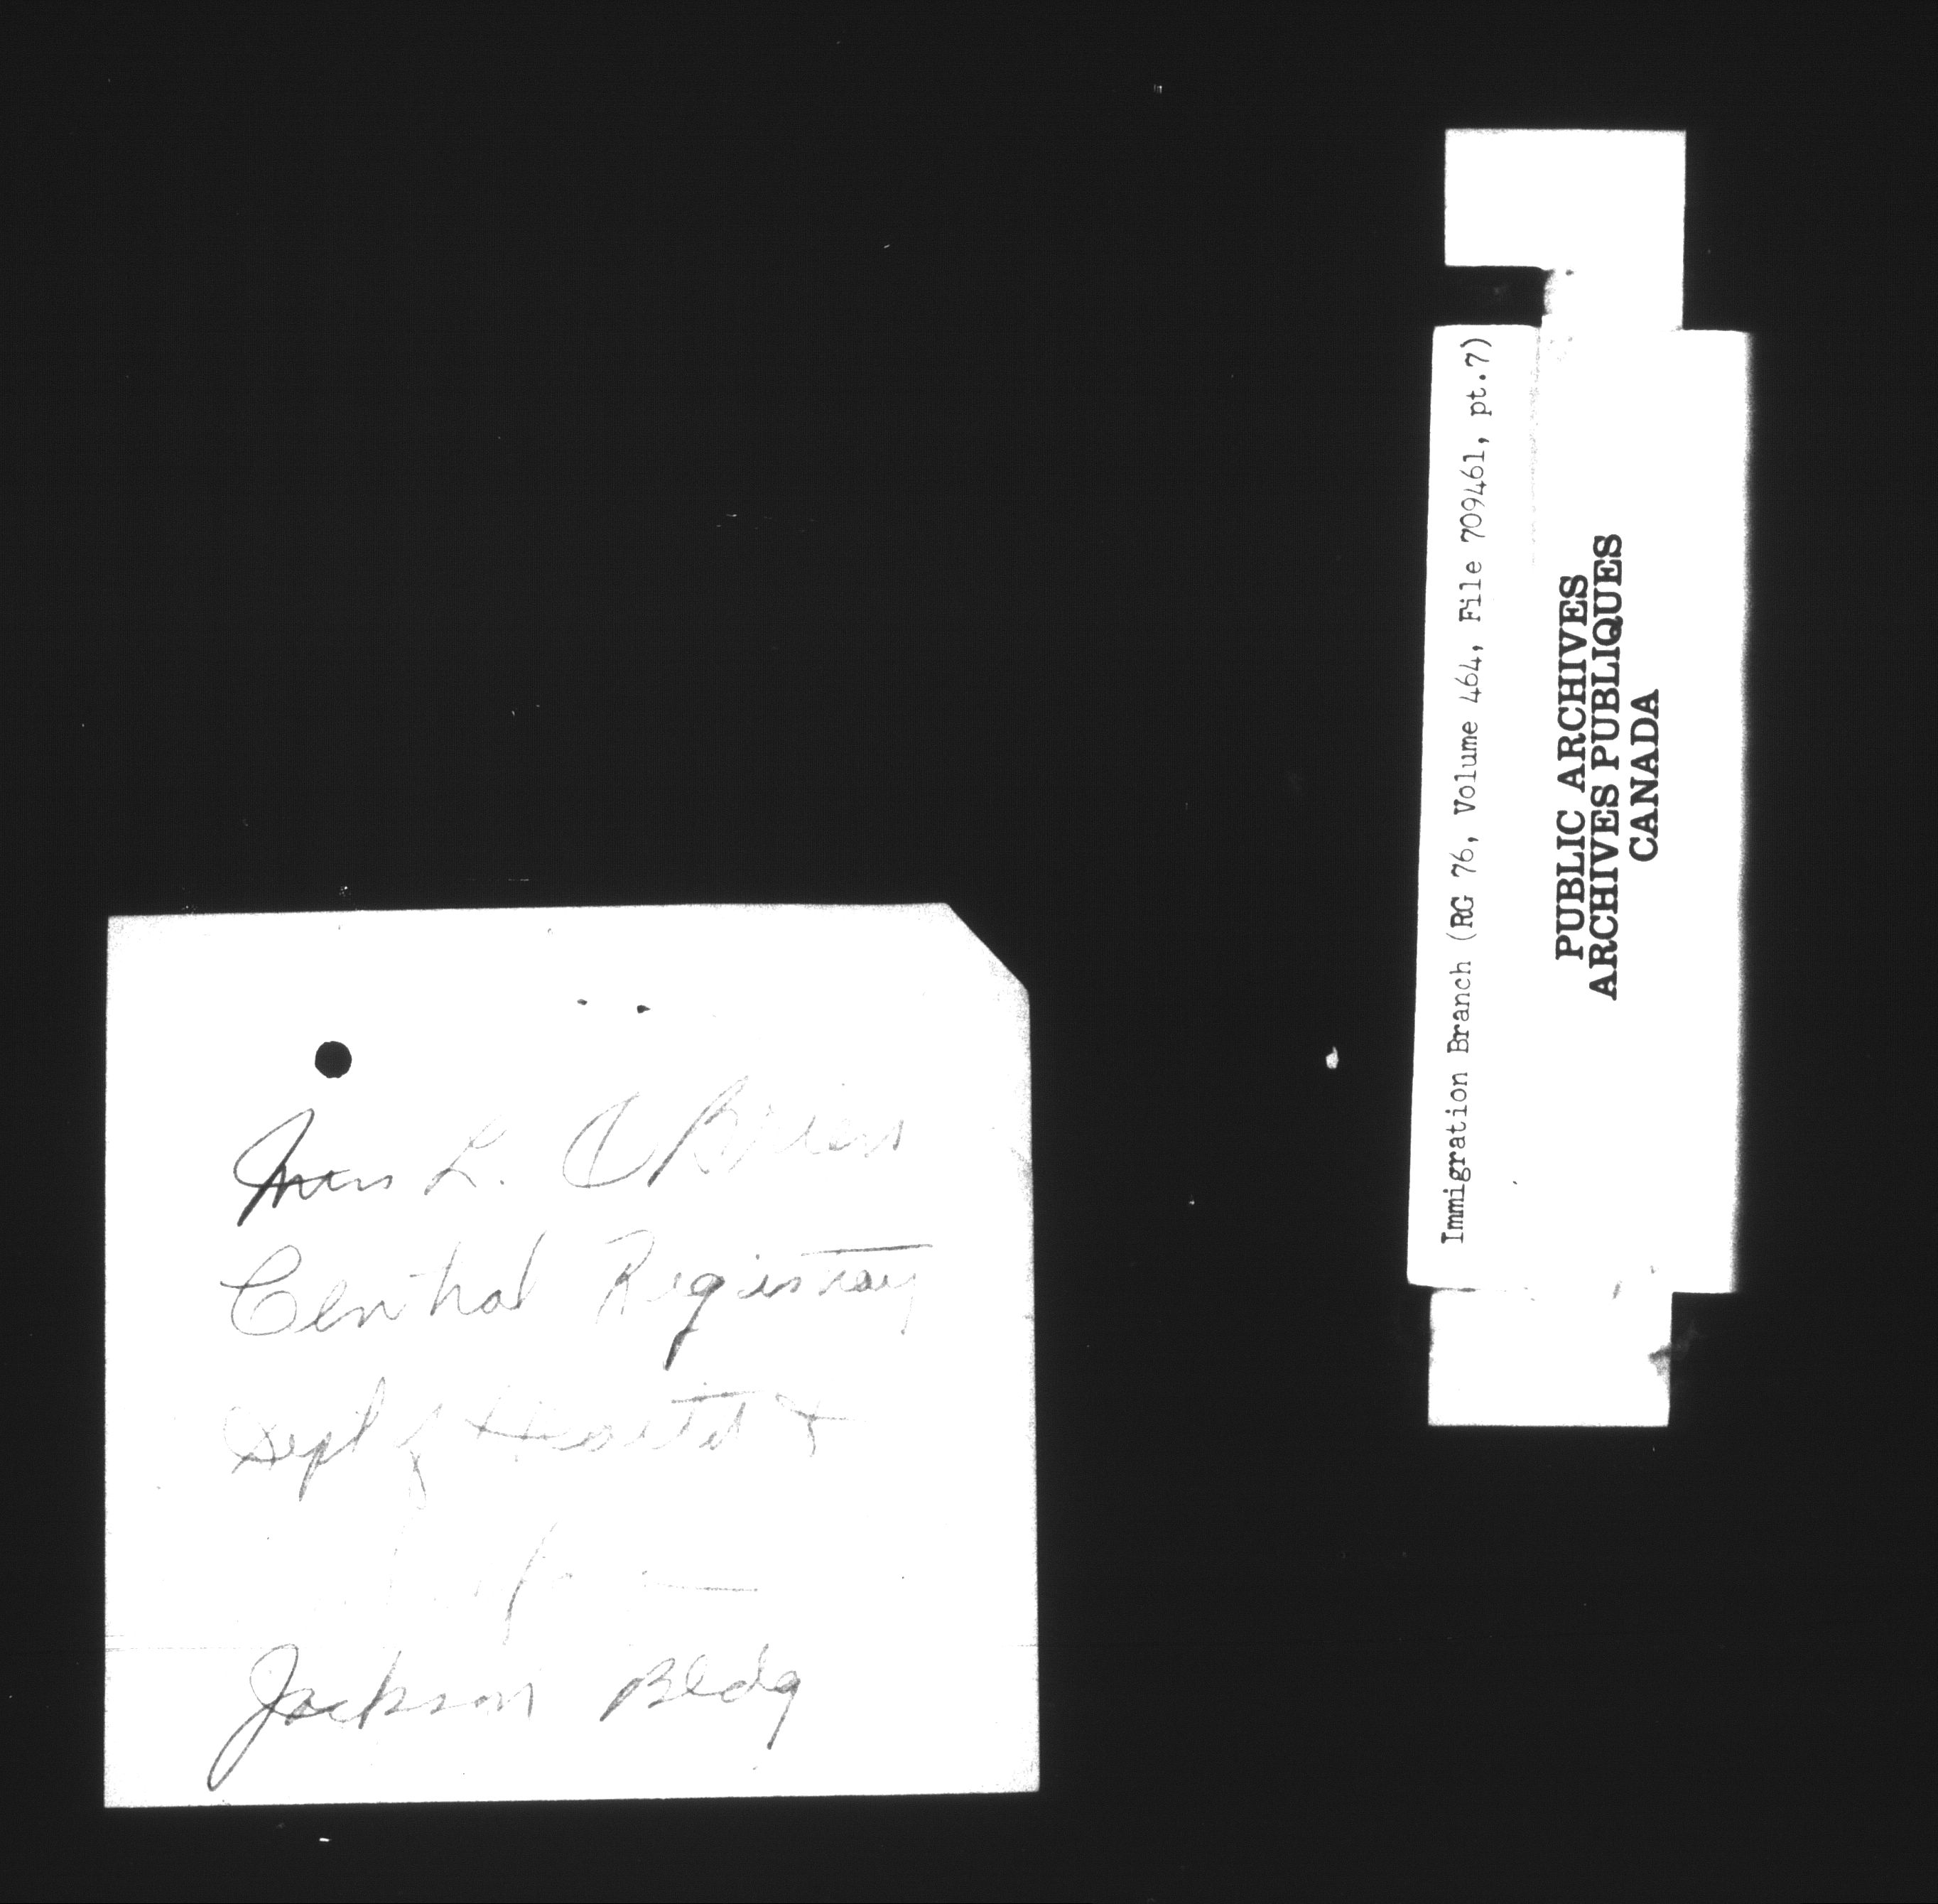 Miss L. O'Brien
Central Registry
Dept of Health &
Jackson Bldg
Immigration Branch (RG 76, Volume 464, File 709461, pt.7)
PUBLIC ARCHIVES
ARCHIVES PUBLIQUES
CANADA